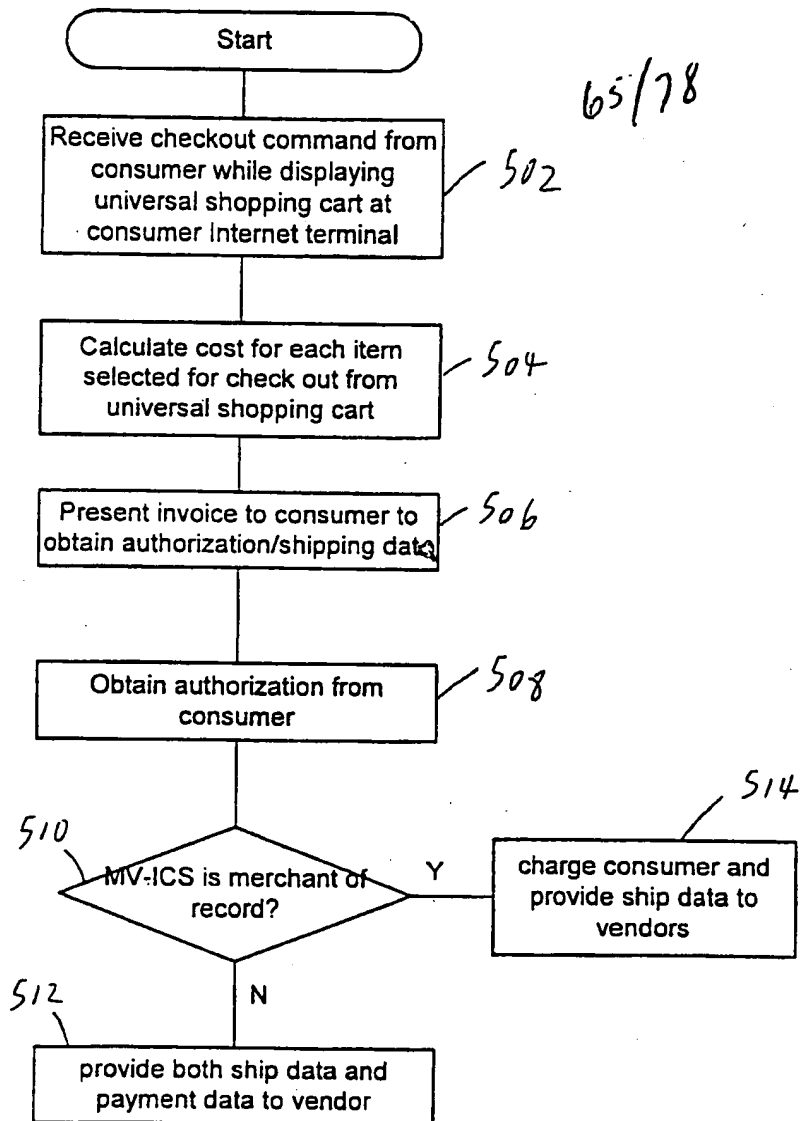 Start
65/78
Receive checkout command from
consumer while displaying
universal shopping cart at
consumer Internet terminal
502
Calculate cost for each item
selected for check out from
universal shopping cart
504
Present invoice to consumer to
obtain authorization/shipping data
506
Obtain authorization from
consumer
508
510
MV-ICS is merchant of
record?
Y
514
charge consumer and
provide ship data to
vendors
N
512
provide both ship data and
payment data to vendor